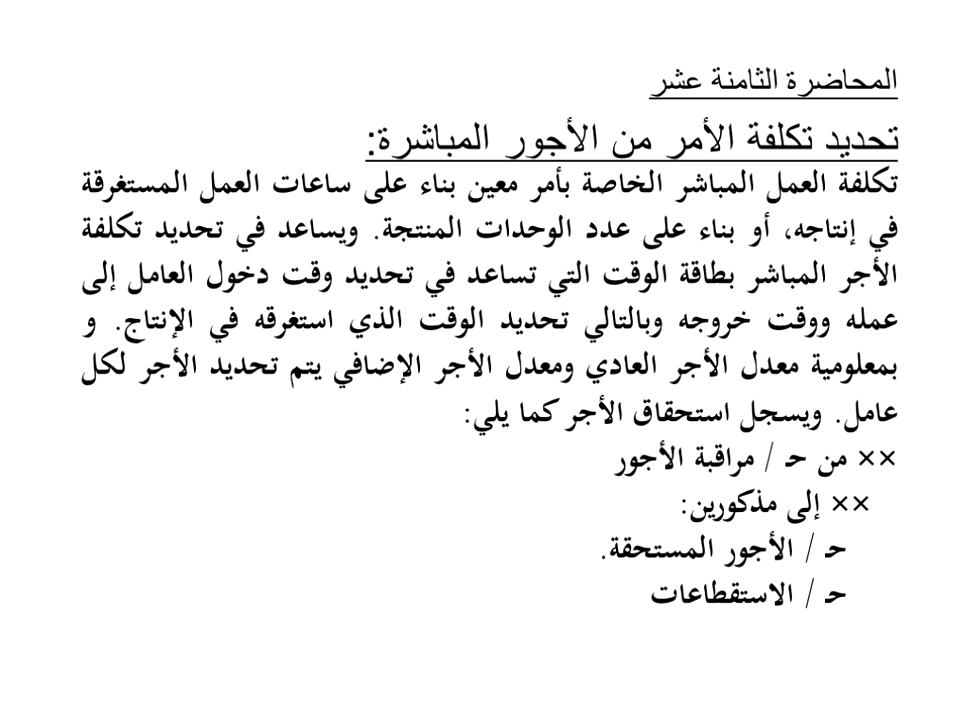 المحاضرة الثامنة عشر
تحديد تكلفة الأمر من الأجور المباشرة:
تكلفة العمل المباشر الخاصة بأمر معين بناء على ساعات العمل المستغرقة
في إنتاجه، أو بناء على عدد الوحدات المنتجة. ويساعد في تحديد تكلفة
الأجر المباشر بطاقة الوقت التي تساعد في تحديد وقت دخول العامل إلى
عمله ووقت خروجه وبالتالي تحديد الوقت الذي استغرقه في الإنتاج. و
بمعلومية معدل الأجر العادي ومعدل الأجر الإضافي يتم تحديد الأجر لكل
عامل. ويسجل استحقاق الأجر كما يلي:
×× من حـ / مراقبة الأجور
×× إلى مذكورين:
حـ / الأجور المستحقة.
حـ / الاستقطاعات